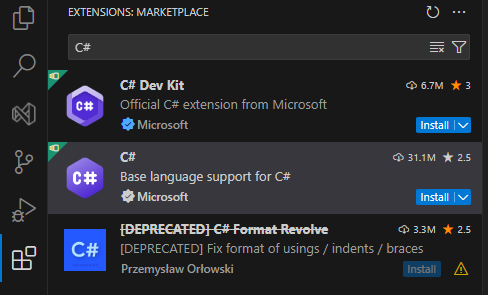 EXTENSIONS: MARKETPLACE
C#
C# Dev Kit 6.7M 3
Official C# extension from Microsoft
Microsoft Install
C# 31.1M 2.5
Base language support for C#
Microsoft Install
[DEPRECATED] C# Format Revolve 3.3M 2.5
[DEPRECATED] Fix format of usings / indents / braces
Przemysław Orłowski Install
C#
C#
C#